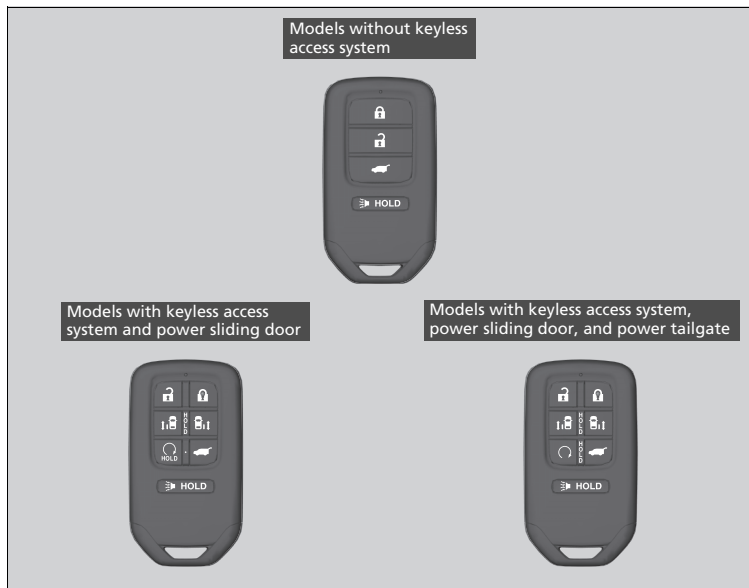 Models without keyless
access system
HOLD
Models with keyless access
system and power sliding door
HOLD
HOLD
HOLD
Models with keyless access system,
power sliding door, and power tailgate
HOLD
HOLD
HOLD